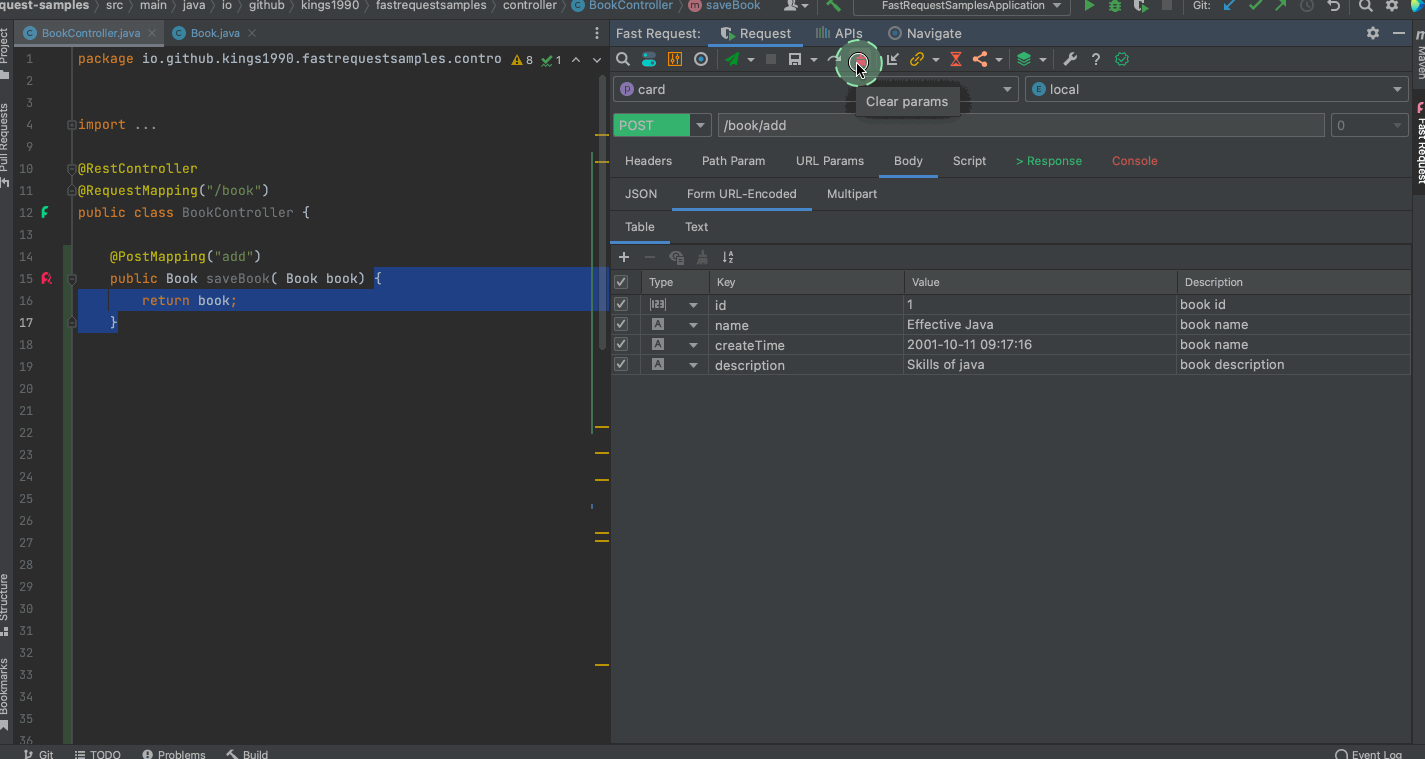 quest-samples › src › main › java › io › github › kings1990 › fastrequestsamples › controller › BookController › saveBook FastRequestSamplesApplication Git:
BookController.java Book.java Fast Request: Request APIs Navigate
Project
Pull Requests
Structure
Bookmarks
1 package io.github.kings1990.fastrequestsamples.contro 8 1
2
3
4 import ...
9
10 @RestController
11 @RequestMapping("/book")
12 public class BookController {
13
14 @PostMapping("add")
15 public Book saveBook( Book book) {
16 return book;
17 }
18
19
20
21
22
23
24
25
26
27
28
29
30
31
32
33
34
35
36
card local
Clear params
POST /book/add 0
Headers Path Param URL Params Body Script > Response Console
JSON Form URL-Encoded Multipart
Table Text
Type Key Value Description
id 1 book id
name Effective Java book name
createTime 2001-10-11 09:17:16 book name
description Skills of java book description
Maven
Fast Request
Git TODO Problems Build Event Log